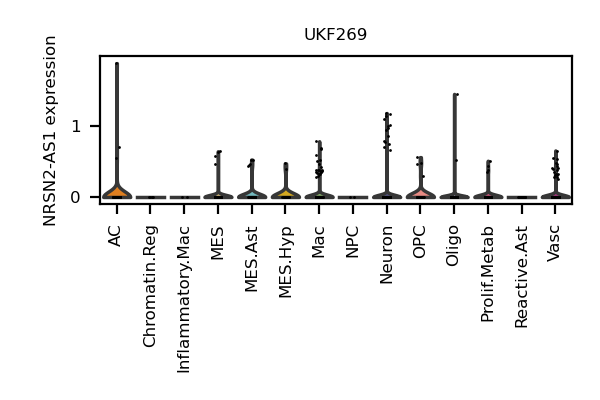 UKF269
NRSN2-AS1 expression
1
0
AC
Chromatin.Reg
Inflammatory.Mac
MES
MES.Ast
MES.Hyp
Mac
NPC
Neuron
OPC
Oligo
Prolif.Metab
Reactive.Ast
Vasc